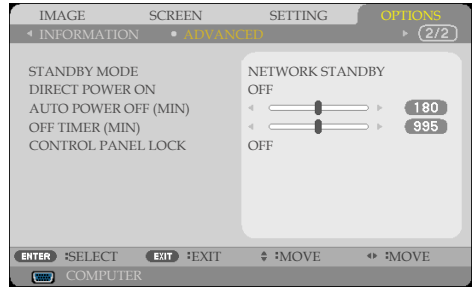 IMAGE SCREEN SETTING OPTIONS
INFORMATION • ADVANCED (2/2)
STANDBY MODE NETWORK STANDBY
DIRECT POWER ON OFF
AUTO POWER OFF (MIN) 180
OFF TIMER (MIN) 995
CONTROL PANEL LOCK OFF
ENTER :SELECT EXIT :EXIT :MOVE :MOVE
COMPUTER